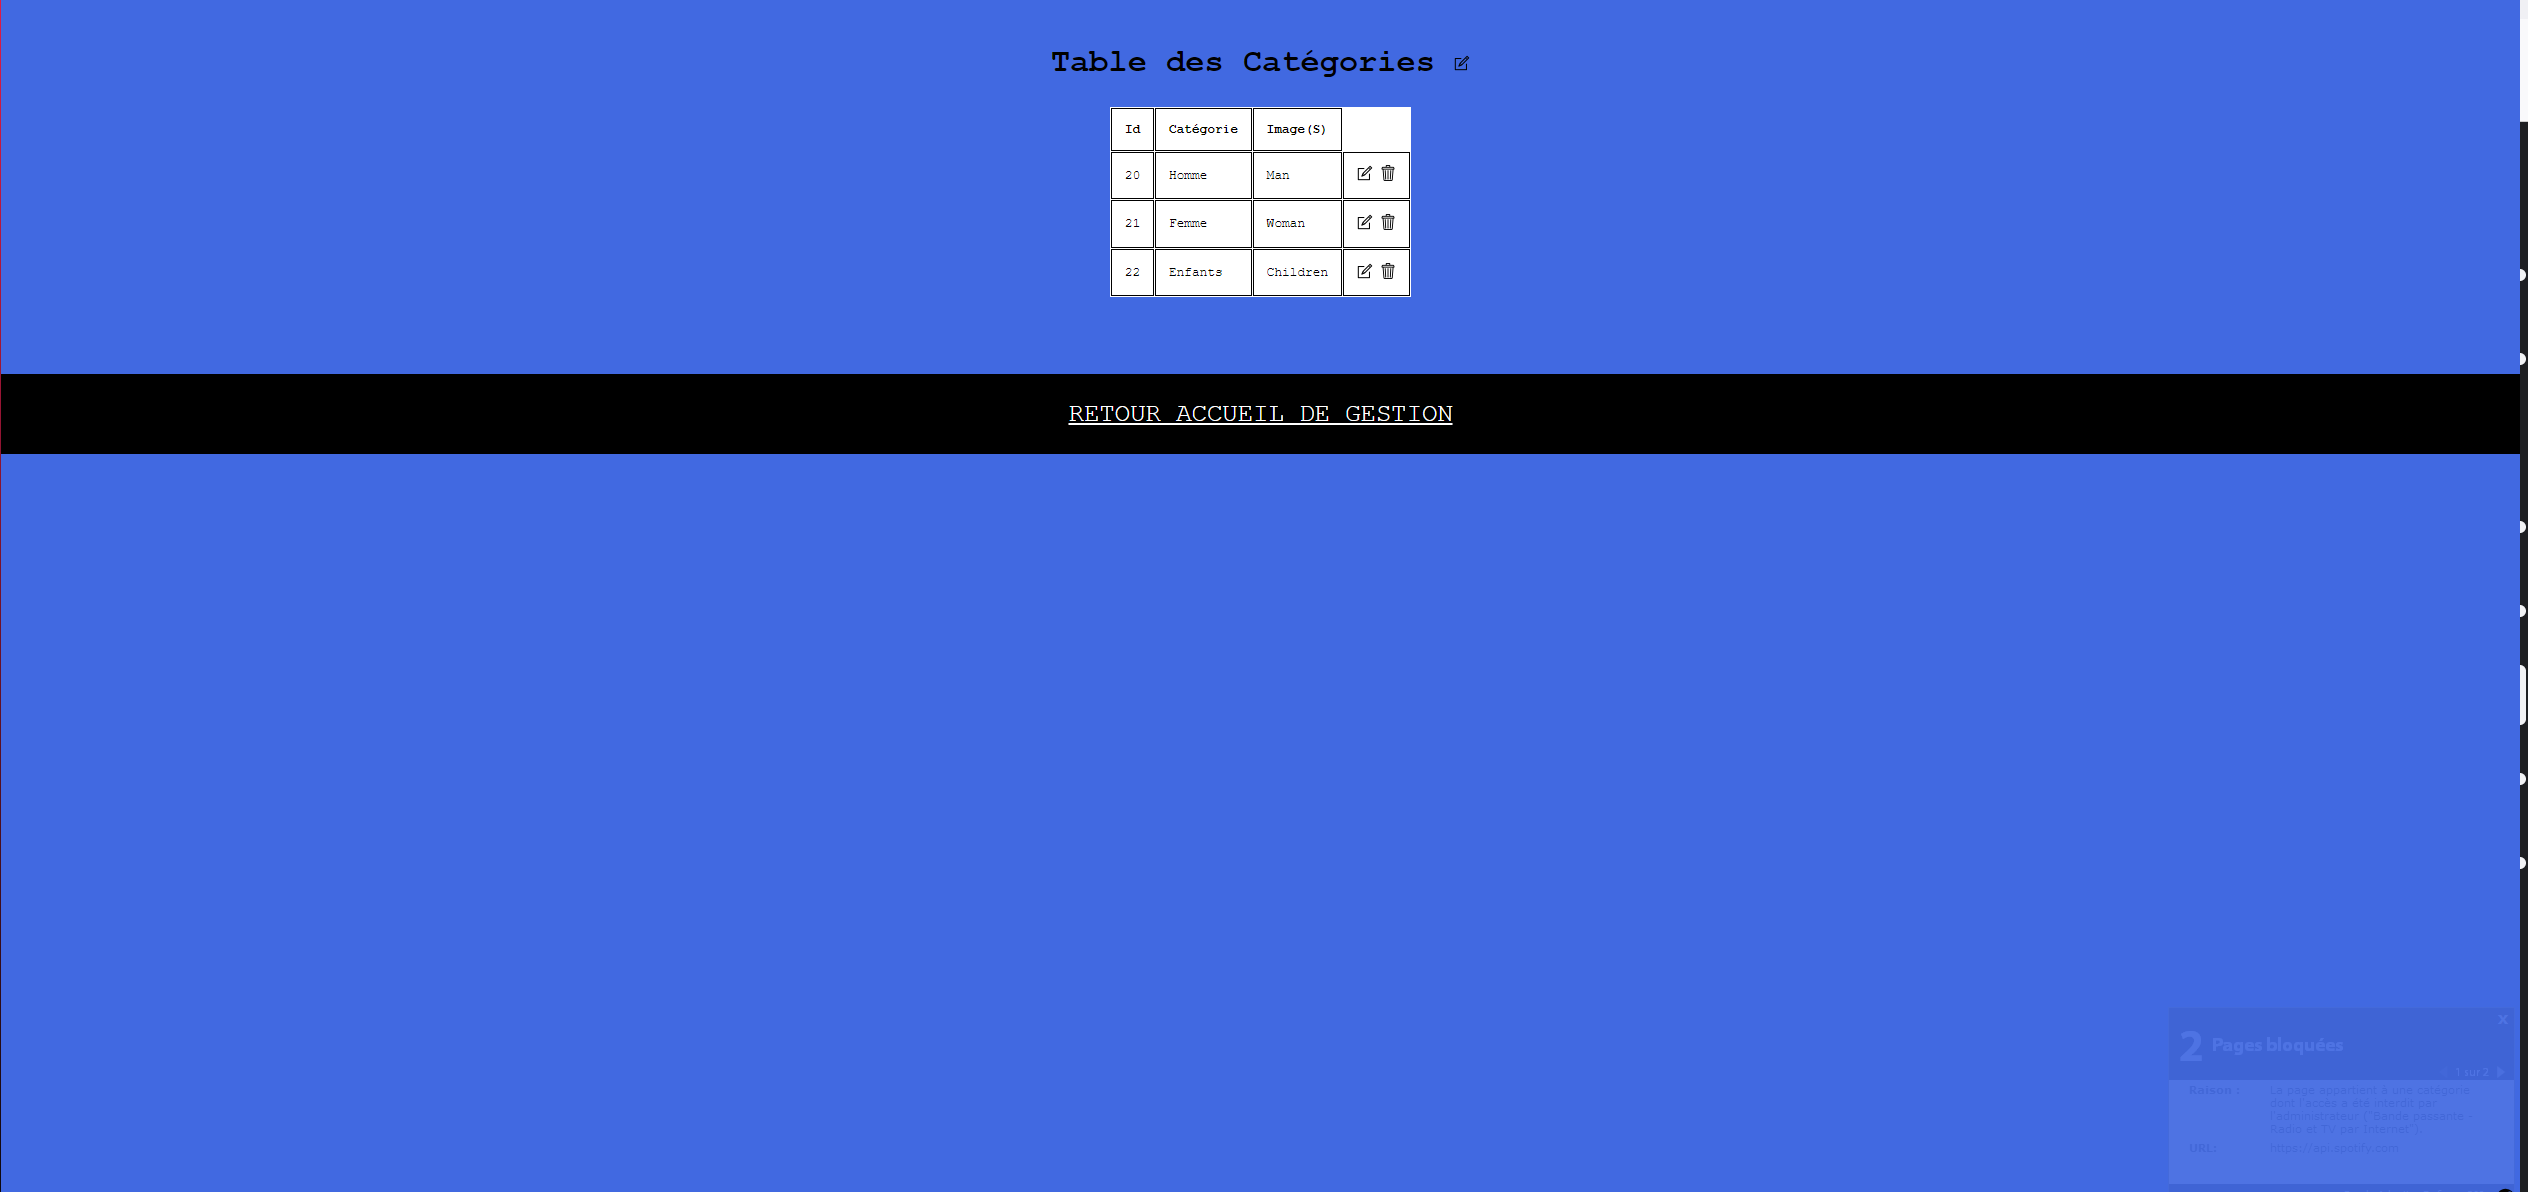 Table des Catégories
Id Catégorie Image(S)
20 Homme Man
21 Femme Woman
22 Enfants Children
RETOUR ACCUEIL DE GESTION
x
2 Pages bloquées
1 sur 2
Raison : La page appartient à une catégorie
dont l'accès a été interdit par
l'administrateur ("Bande passante -
Radio et TV par Internet").
URL: https://api.spotify.com